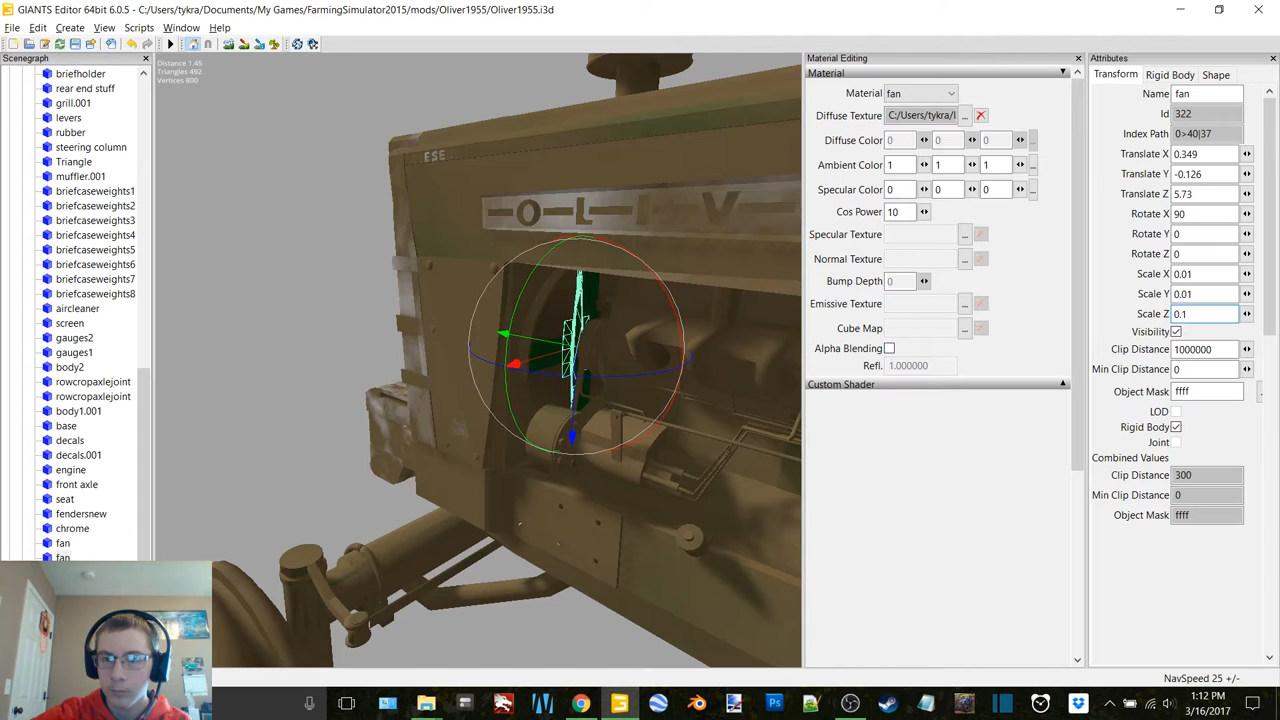 GIANTS Editor 64bit v6.0.5 - C:/Users/tykra/Documents/My Games/FarmingSimulator2015/mods/Oliver1955/Oliver1955.i3d
File Edit Create View Scripts Window Help
Scenegraph
briefholder
rear end stuff
grill.001
levers
rubber
steering column
Triangle
muffler.001
briefcaseweights1
briefcaseweights2
briefcaseweights3
briefcaseweights4
briefcaseweights5
briefcaseweights6
briefcaseweights7
briefcaseweights8
aircleaner
screen
gauges2
gauges1
body2
rowcropaxlejoint
rowcropaxlejoint
body1.001
base
decals
decals.001
engine
front axle
seat
fendersnew
chrome
fan
fan
Distance 1.45
Triangles 492
Vertices 800
ESE
OLIV
Material Editing
Material
Material fan
Diffuse Texture C:/Users/tykra/I ...
Diffuse Color 0 0 0 ...
Ambient Color 1 1 1 ...
Specular Color 0 0 0 ...
Cos Power 10
Specular Texture ...
Normal Texture ...
Bump Depth 0
Emissive Texture ...
Cube Map ...
Alpha Blending
Refl. 1.000000
Custom Shader
Attributes
Transform Rigid Body Shape
Name fan
Id 322
Index Path 0>40|37
Translate X 0.349
Translate Y -0.126
Translate Z 5.73
Rotate X 90
Rotate Y 0
Rotate Z 0
Scale X 0.01
Scale Y 0.01
Scale Z 0.1
Visibility
Clip Distance 1000000
Min Clip Distance 0
Object Mask ffff
LOD
Rigid Body
Joint
Combined Values
Clip Distance 300
Min Clip Distance 0
Object Mask ffff
NavSpeed 25 +/-
1:12 PM
3/16/2017